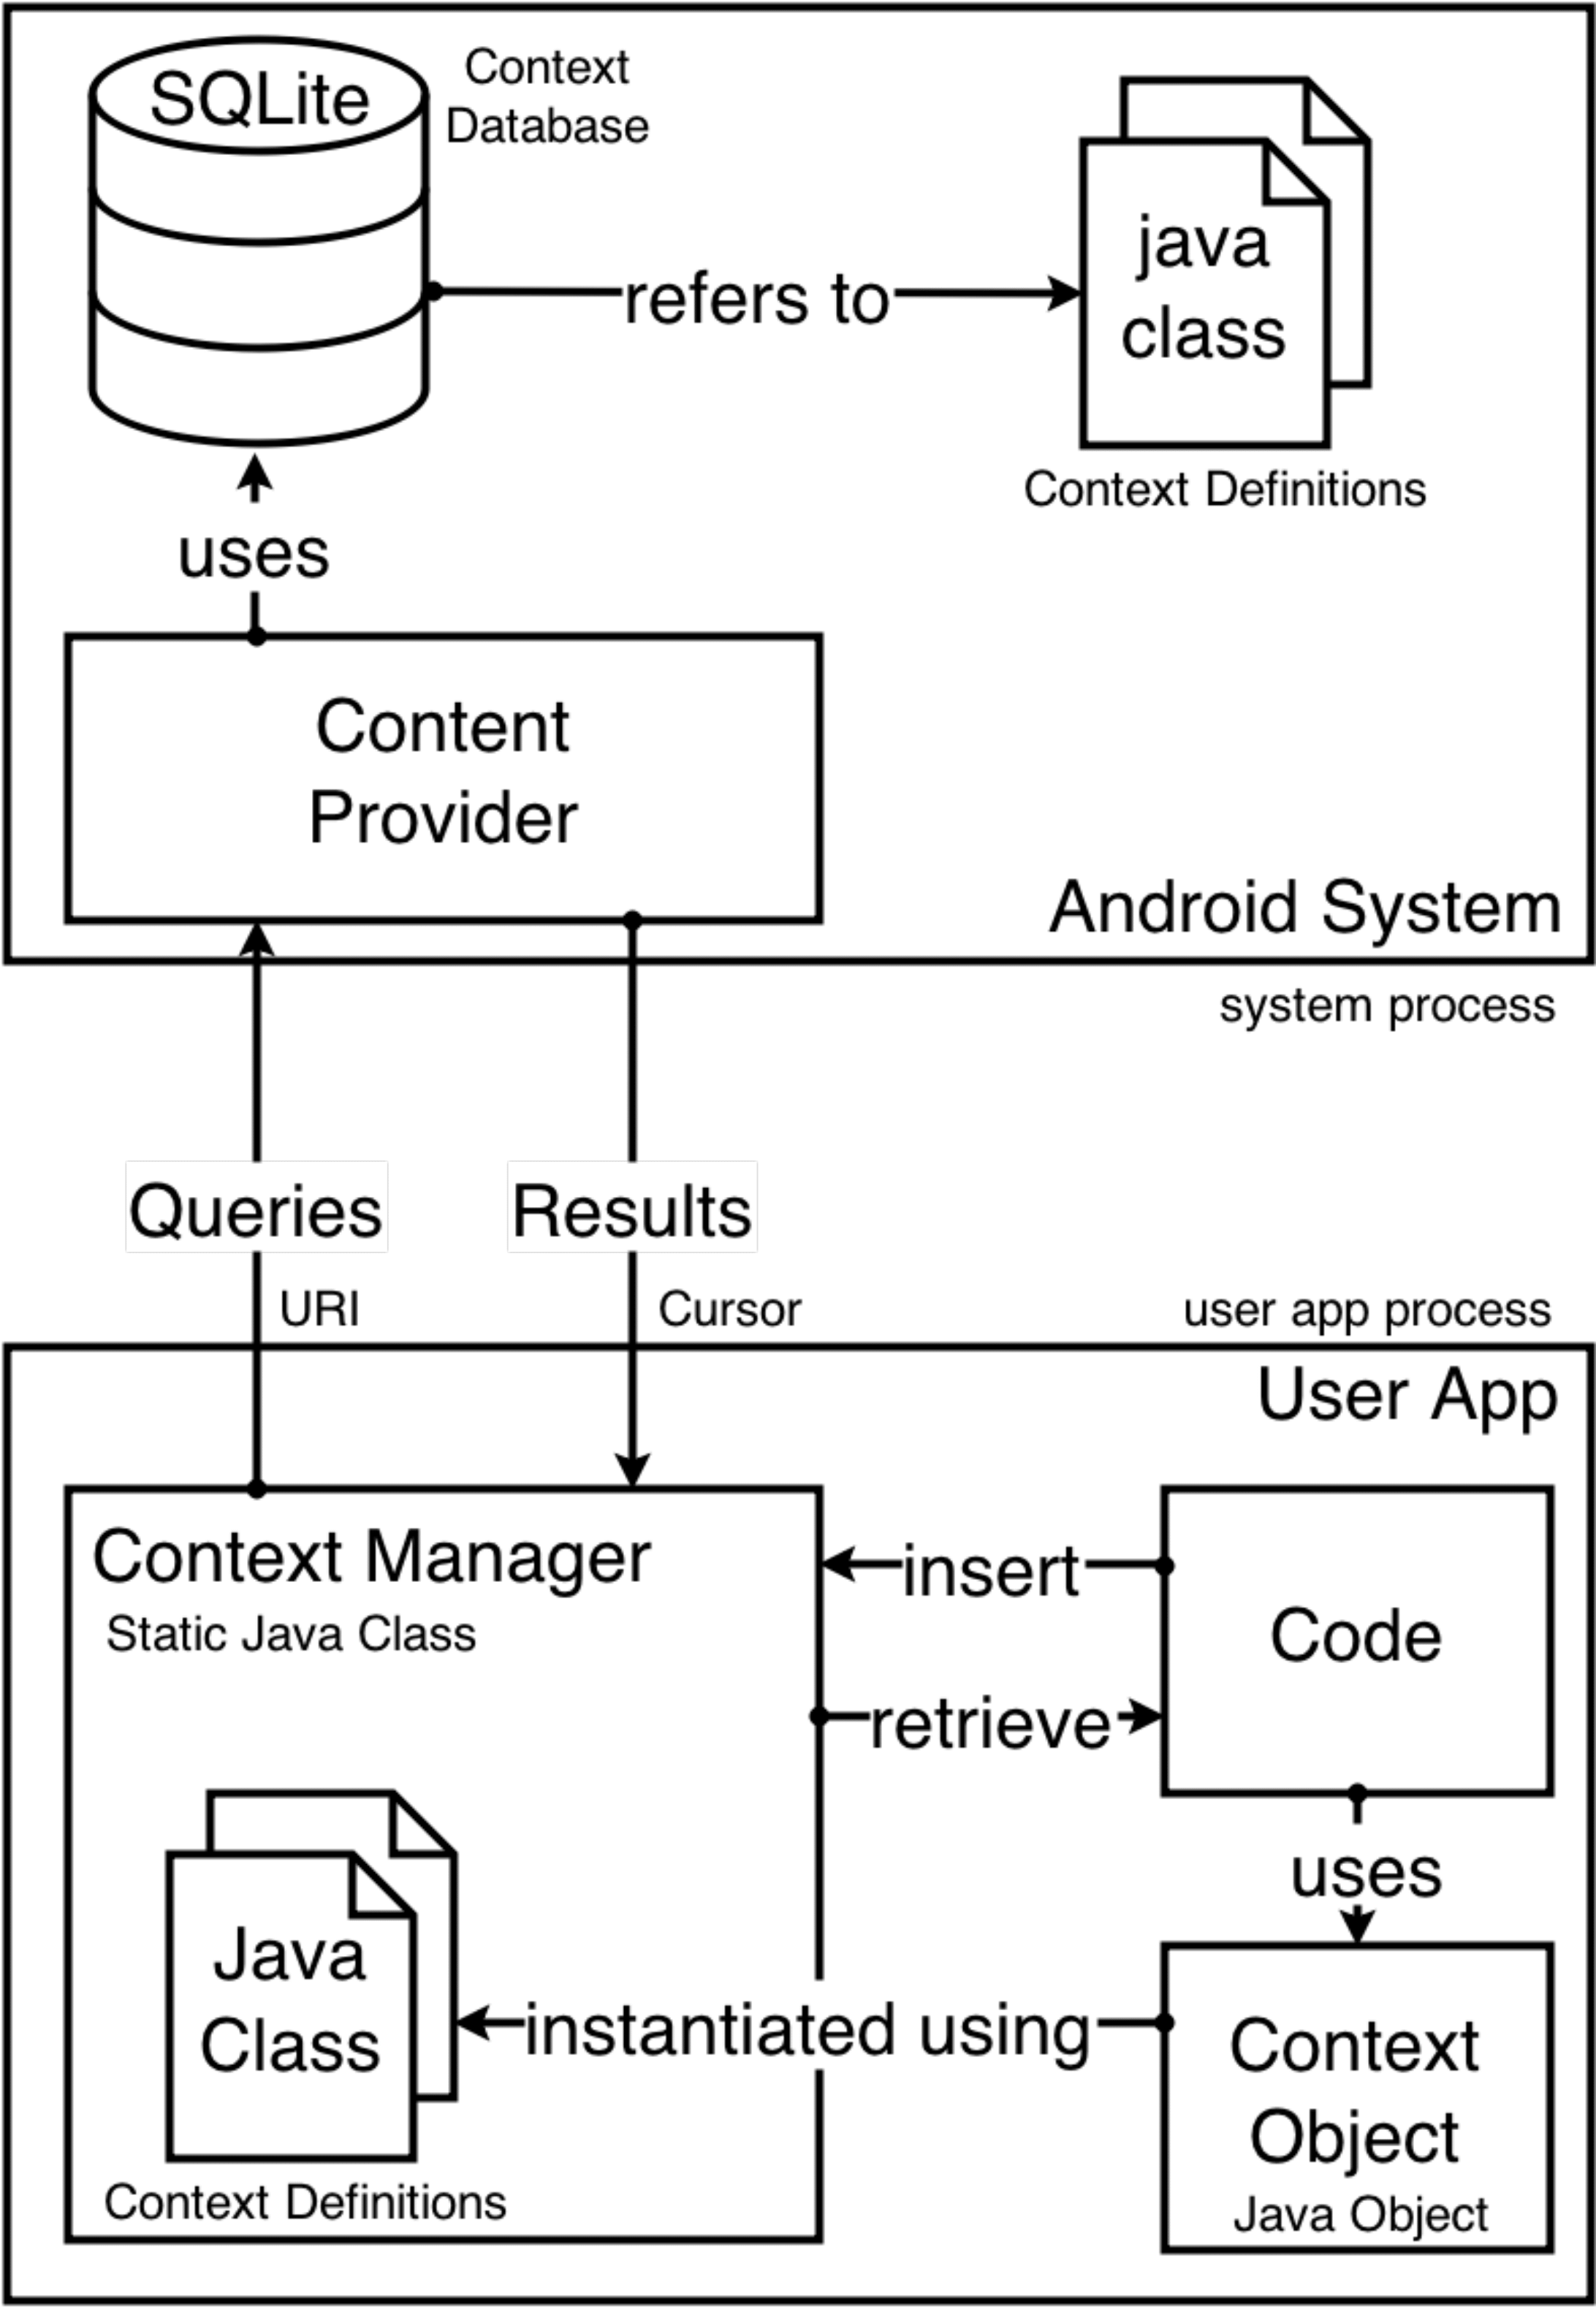 SQLite
Context
Database
java
class
refers to
Context Definitions
uses
Content
Provider
Android System
system process
Queries
Results
URI
Cursor
user app process
User App
Context Manager
Static Java Class
insert
Code
retrieve
uses
Java
Class
instantiated using
Context
Object
Java Object
Context Definitions